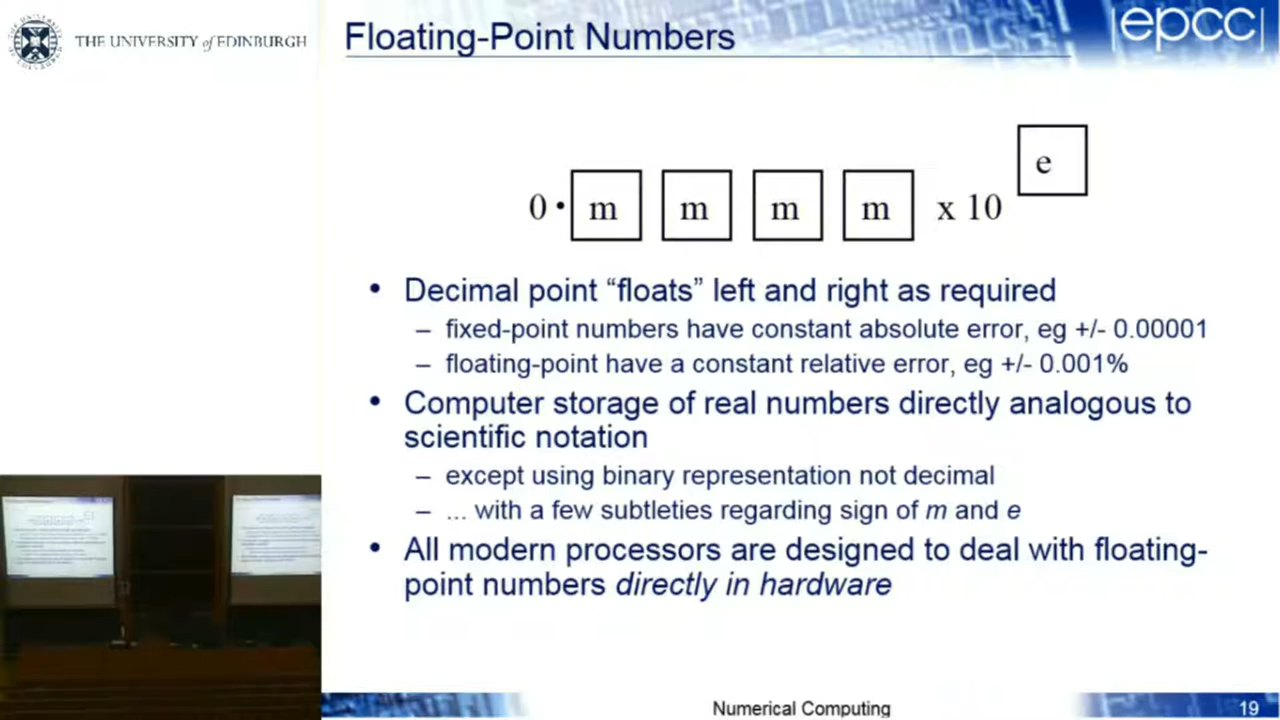 THE UNIVERSITY of EDINBURGH
Floating-Point Numbers
|epcc|
0 • m m m m x 10 e
• Decimal point “floats” left and right as required
– fixed-point numbers have constant absolute error, eg +/- 0.00001
– floating-point have a constant relative error, eg +/- 0.001%
• Computer storage of real numbers directly analogous to
scientific notation
– except using binary representation not decimal
– ... with a few subtleties regarding sign of m and e
• All modern processors are designed to deal with floating-
point numbers directly in hardware
Numerical Computing
19